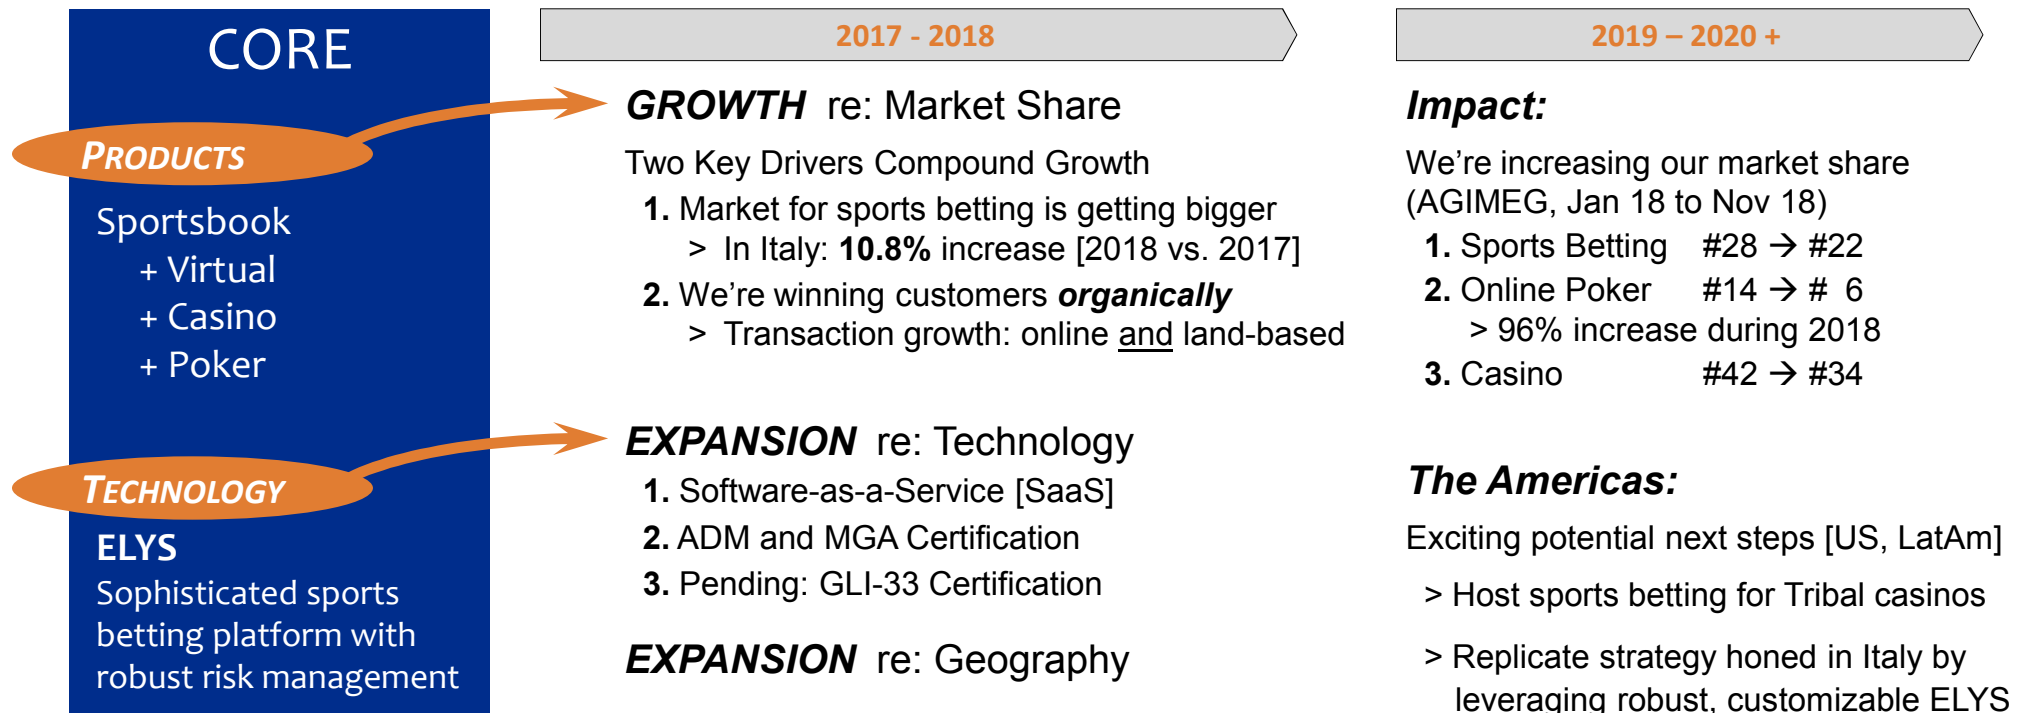 CORE
PRODUCTS
Sportsbook
+ Virtual
+ Casino
+ Poker
TECHNOLOGY
ELYS
Sophisticated sports
betting platform with
robust risk management
2017 - 2018
GROWTH re: Market Share
Two Key Drivers Compound Growth
1. Market for sports betting is getting bigger
> In Italy: 10.8% increase [2018 vs. 2017]
2. We're winning customers organically
> Transaction growth: online and land-based
EXPANSION re: Technology
1. Software-as-a-Service [SaaS]
2. ADM and MGA Certification
3. Pending: GLI-33 Certification
EXPANSION re: Geography
2019 – 2020 +
Impact:
We're increasing our market share
(AGIMEG, Jan 18 to Nov 18)
1. Sports Betting #28 → #22
2. Online Poker #14 → # 6
> 96% increase during 2018
3. Casino #42 → #34
The Americas:
Exciting potential next steps [US, LatAm]
> Host sports betting for Tribal casinos
> Replicate strategy honed in Italy by
leveraging robust, customizable ELYS